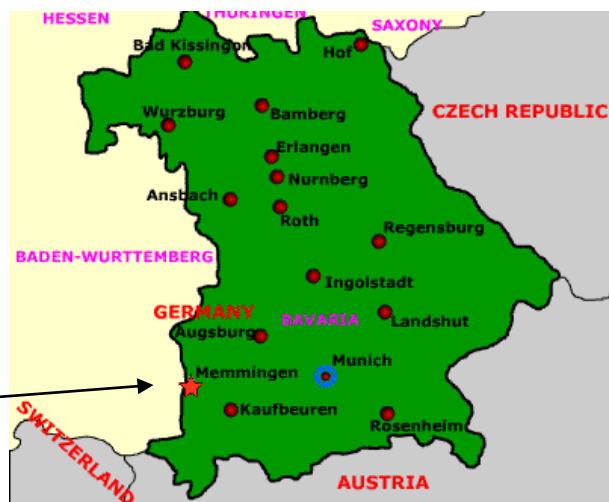 HESSEN
THURINGEN
SAXONY
Bad Kissingon
Hof
Wurzburg
Bamberg
CZECH REPUBLIC
Erlangen
Nurnberg
Ansbach
Roth
Regensburg
BADEN-WURTTEMBERG
Ingolstadt
GERMANY
BAVARIA
Landshut
Augsburg
Munich
Memmingen
Kaufbeuren
Rosenheim
SWITZERLAND
AUSTRIA